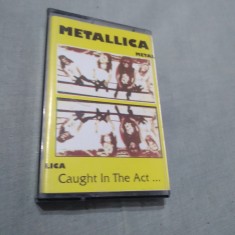 METALLICA
METAL
LICA
Caught In The Act ...